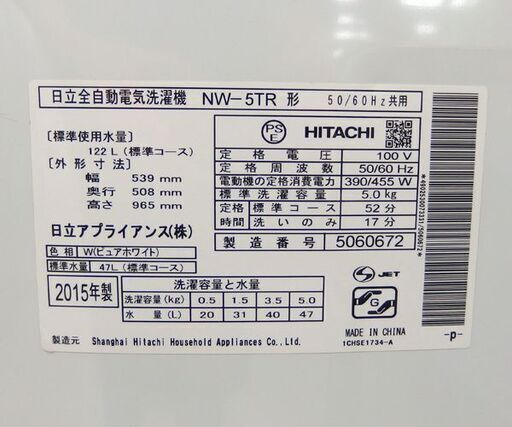 日立全自動電気洗濯機 NW-5TR 形 50/60Hz共用
[標準使用水量]
122 L (標準コース)
[外形寸法]
幅 539 mm
奥行 508 mm
高さ 965 mm
日立アプライアンス(株)
色相 W(ピュアホワイト)
標準水量 47L (標準コース)
PS E HITACHI
定格電圧 100 V
定格周波数 50/60 Hz
電動機の定格消費電力 390/455 W
標準洗濯容量 5.0kg
標準コース 52分
洗いのみ 17分
製造番号 5060672
2015年製
洗濯容量と水量
洗濯容量(kg) 0.5 1.5 3.5 5.0
水量(L) 20 31 40 47
S JET
G
MADE IN CHINA
1CHSE1734-A
製造元 Shanghai Hitachi Household Appliances Co.,Ltd.
-p-